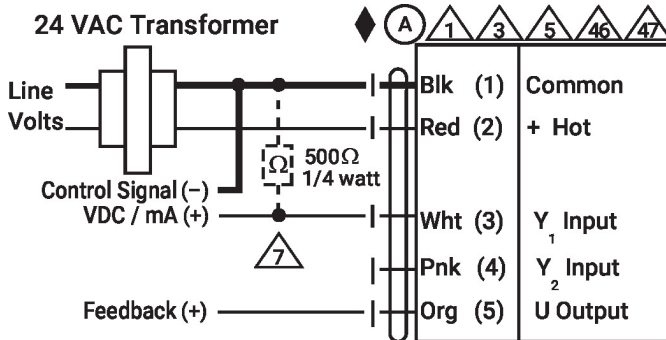 24 VAC Transformer
A 1 3 5 46 47
Line
Volts
Blk (1) Common
Red (2) + Hot
Ω 500Ω
1/4 watt
Control Signal (–)
VDC / mA (+)
Wht (3) Y1 Input
7
Pnk (4) Y2 Input
Feedback (+)
Org (5) U Output